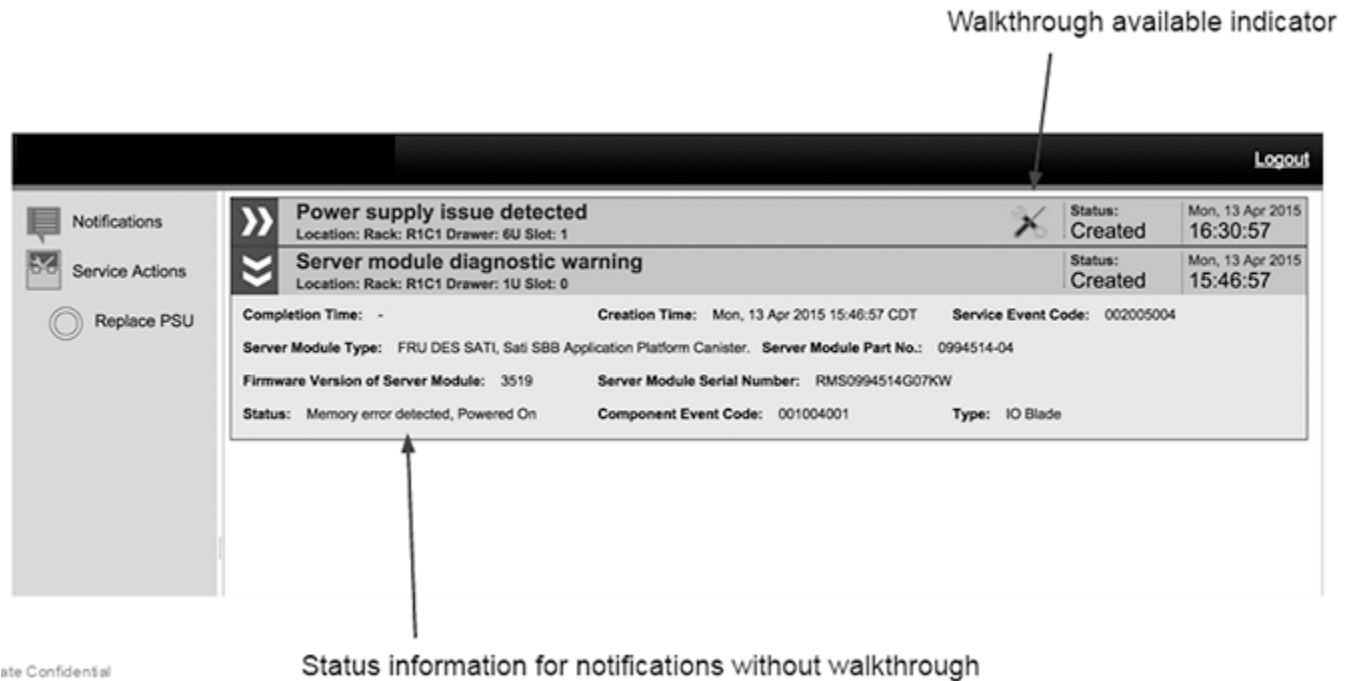 Walkthrough available indicator
Logout
Notifications
Service Actions
Replace PSU
Power supply issue detected
Location: Rack: R1C1 Drawer: 6U Slot: 1
Status:
Created
Mon, 13 Apr 2015
16:30:57
Server module diagnostic warning
Location: Rack: R1C1 Drawer: 1U Slot: 0
Status:
Created
Mon, 13 Apr 2015
15:46:57
Completion Time: - Creation Time: Mon, 13 Apr 2015 15:46:57 CDT Service Event Code: 002005004
Server Module Type: FRU DES SATI, Sati SBB Application Platform Canister. Server Module Part No.: 0994514-04
Firmware Version of Server Module: 3519 Server Module Serial Number: RMS0994514G07KW
Status: Memory error detected, Powered On Component Event Code: 001004001 Type: IO Blade
Status information for notifications without walkthrough
ate Confidential